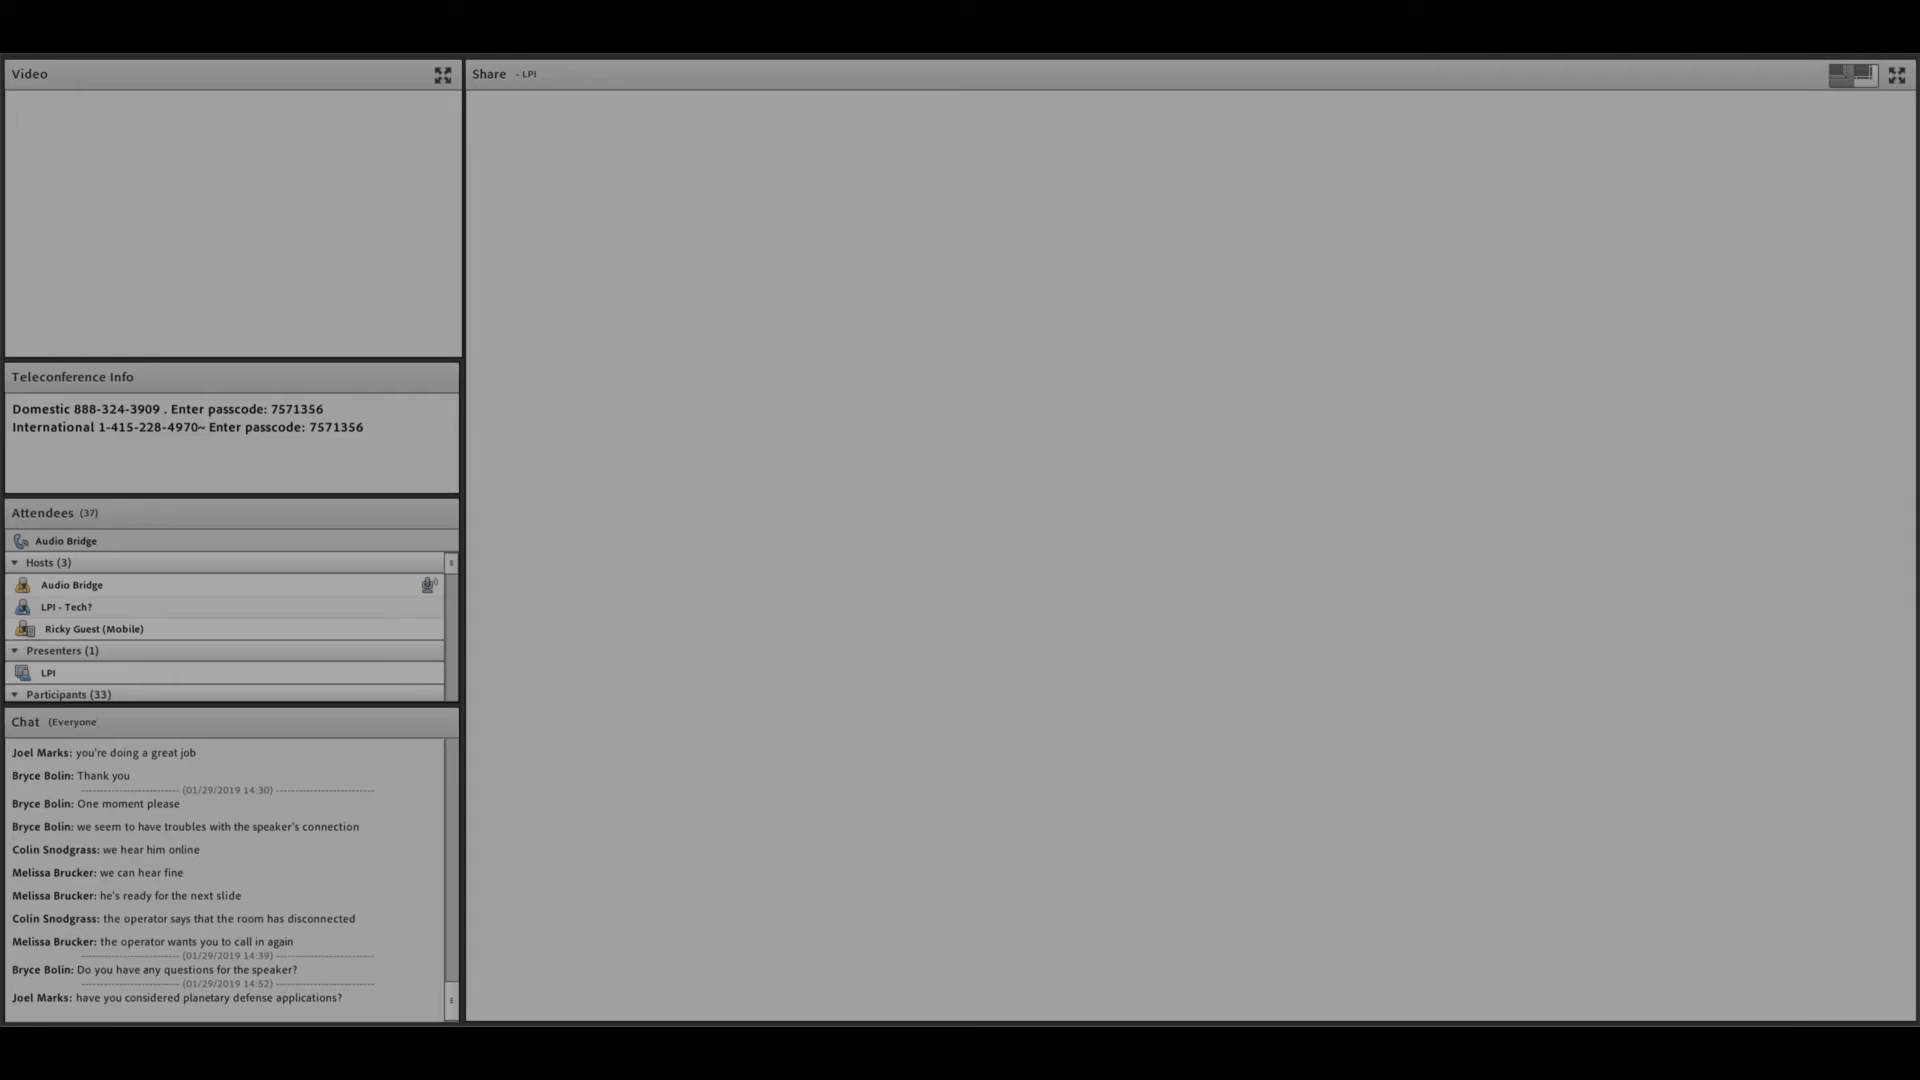 Video
Share - LPI
Teleconference Info
Domestic 888-324-3909 . Enter passcode: 7571356
International 1-415-228-4970~ Enter passcode: 7571356
Attendees (37)
Audio Bridge
Hosts (3)
Audio Bridge
LPI - Tech?
Ricky Guest (Mobile)
Presenters (1)
LPI
Participants (33)
Chat (Everyone
Joel Marks: you're doing a great job
Bryce Bolin: Thank you
------------------------ (01/29/2019 14:30) ------------------------
Bryce Bolin: One moment please
Bryce Bolin: we seem to have troubles with the speaker's connection
Colin Snodgrass: we hear him online
Melissa Brucker: we can hear fine
Melissa Brucker: he's ready for the next slide
Colin Snodgrass: the operator says that the room has disconnected
Melissa Brucker: the operator wants you to call in again
------------------------ (01/29/2019 14:39) ------------------------
Bryce Bolin: Do you have any questions for the speaker?
------------------------ (01/29/2019 14:52) ------------------------
Joel Marks: have you considered planetary defense applications?